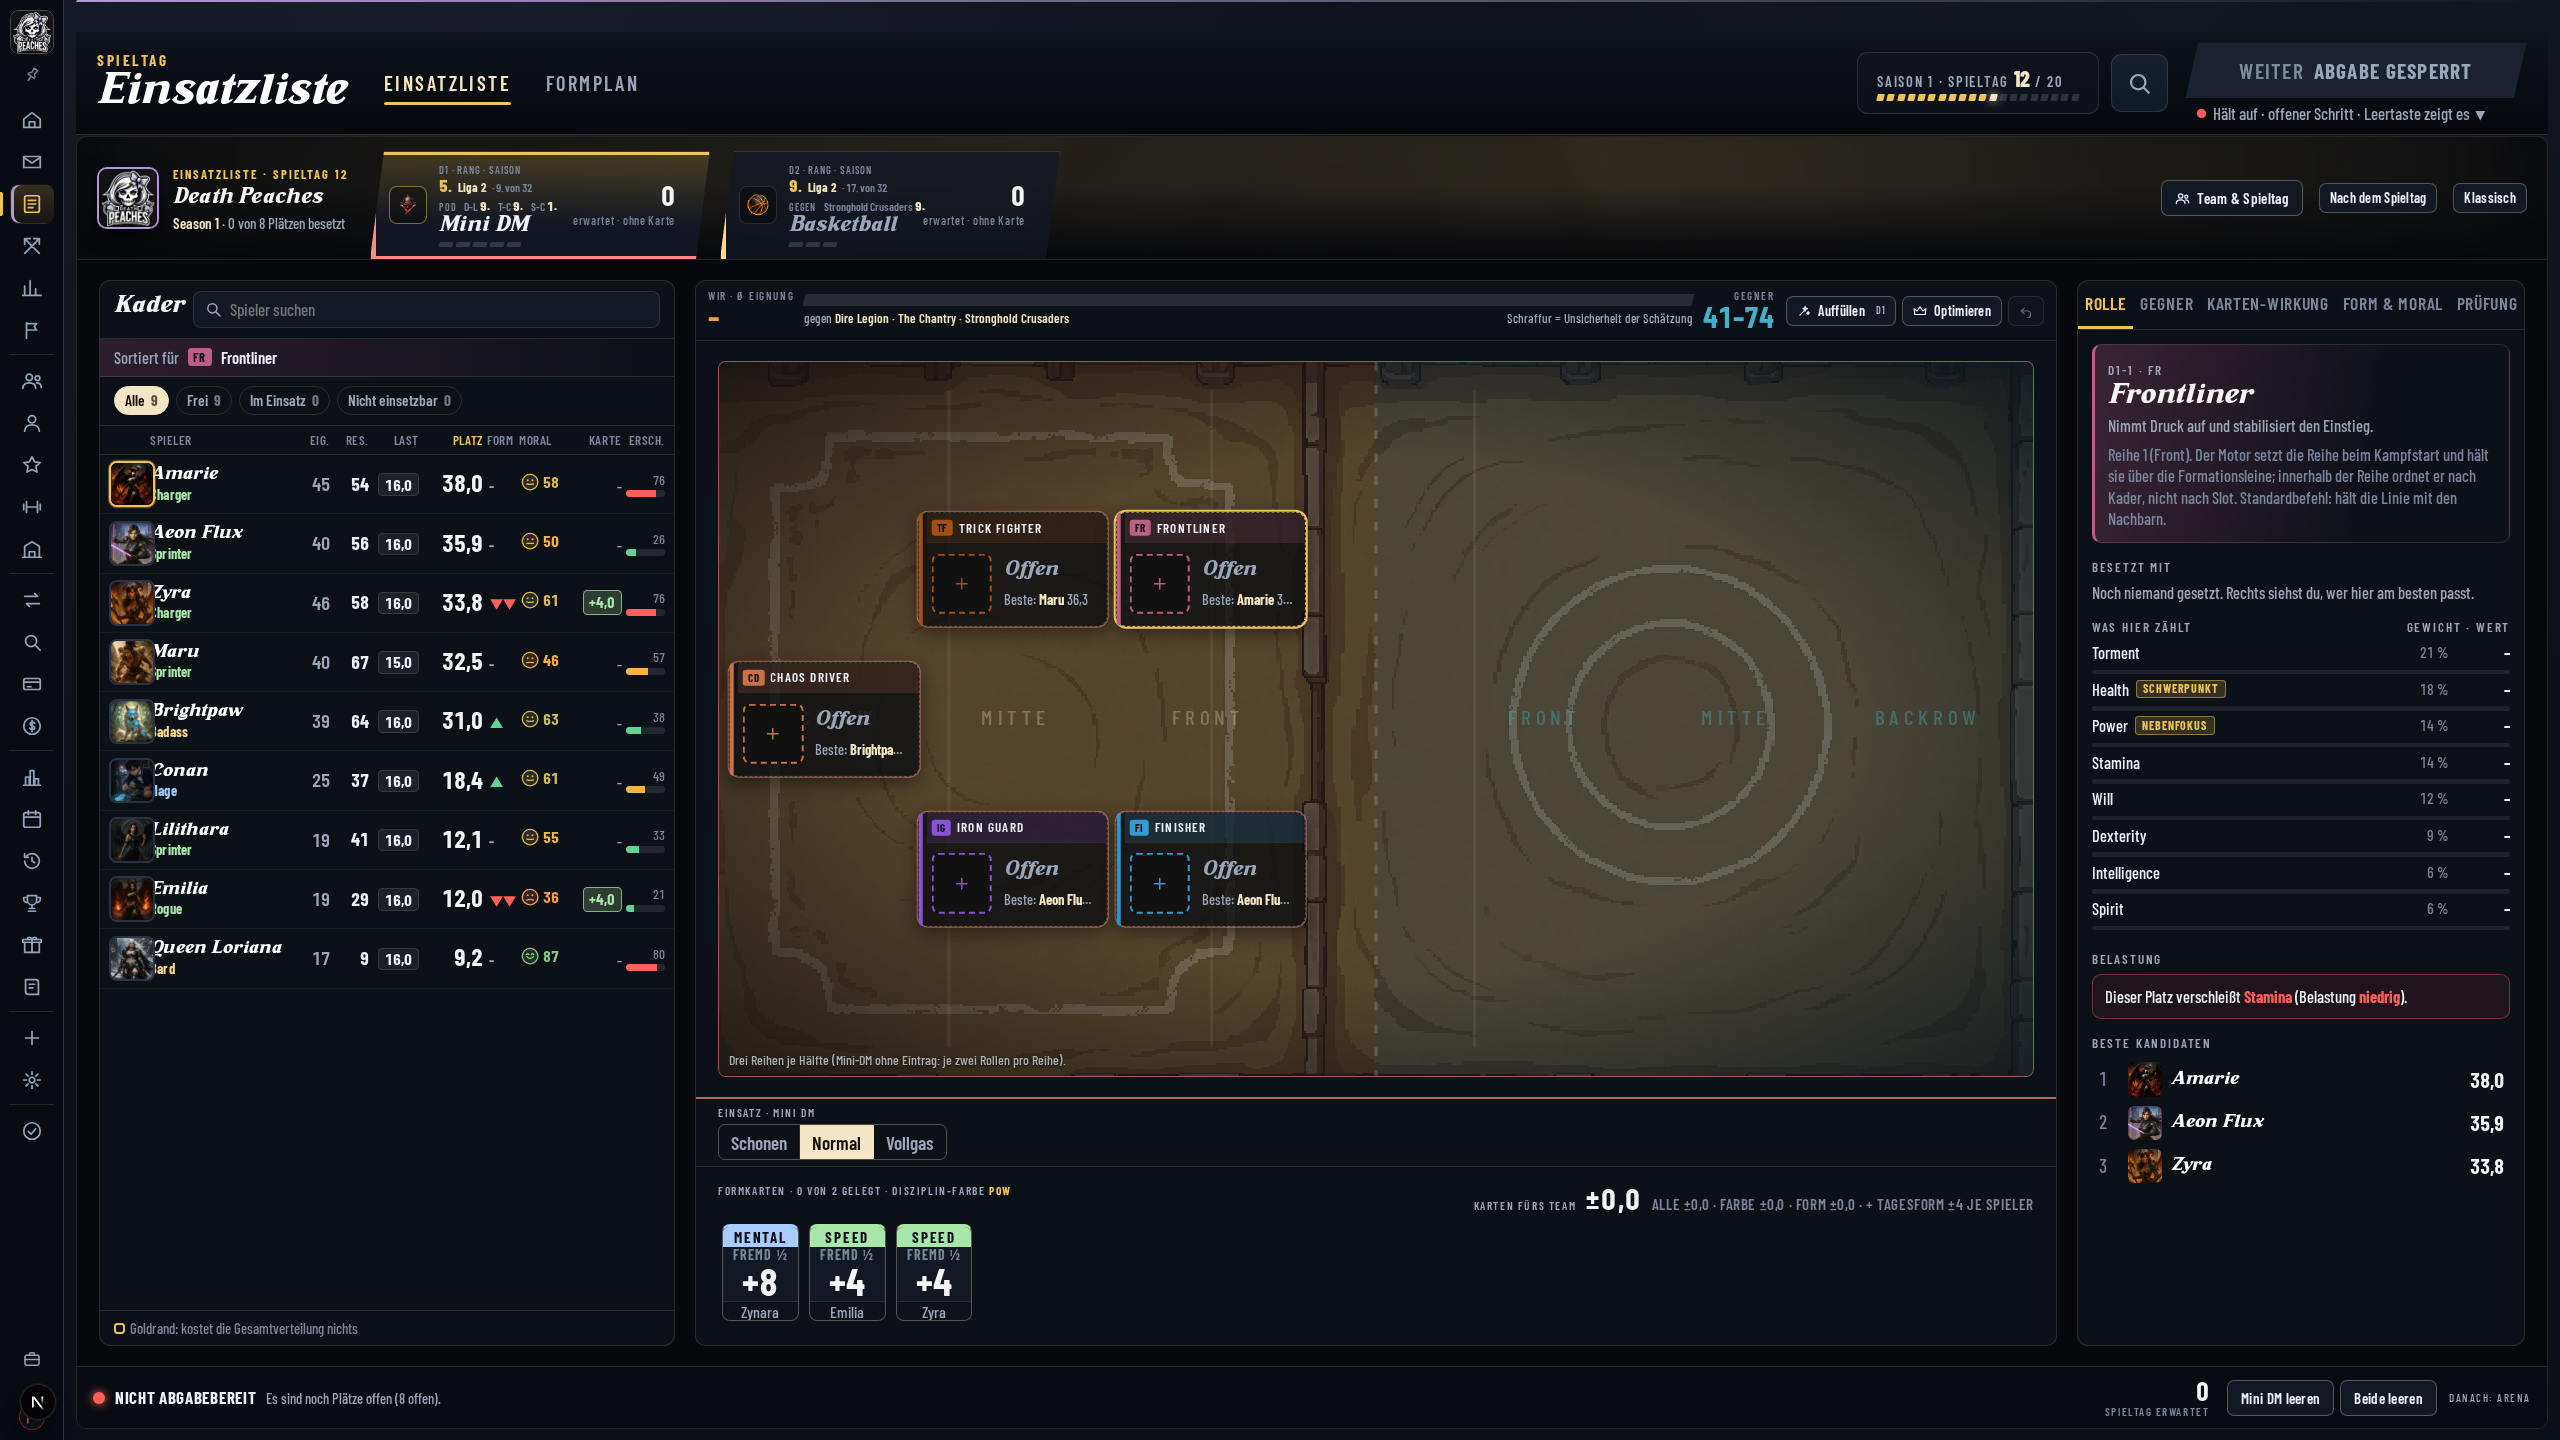 SPIELTAG
Einsatzliste
EINSATZLISTE
FORMPLAN
SAISON 1 · SPIELTAG 12 / 20
WEITER ABGABE GESPERRT
Hält auf · offener Schritt · Leertaste zeigt es ▼
EINSATZLISTE · SPIELTAG 12
Death Peaches
Season 1 · 0 von 8 Plätzen besetzt
D1 · RANG · SAISON
5. Liga 2 · 9. von 32
POD D-L 9. T-C 9. S-C 1.
Mini DM
0
erwartet · ohne Karte
D2 · RANG · SAISON
9. Liga 2 · 17. von 32
GEGEN Stronghold Crusaders 9.
Basketball
0
erwartet · ohne Karte
Team & Spieltag
Nach dem Spieltag
Klassisch
Kader
Spieler suchen
Sortiert für FR Frontliner
Alle 9
Frei 9
Im Einsatz 0
Nicht einsetzbar 0
SPIELER EIG. RES. LAST PLATZ FORM MORAL KARTE ERSCH.
Amarie
Charger
45 54 16,0 38,0 - 58 - 76
Aeon Flux
Sprinter
40 56 16,0 35,9 - 50 - 26
Zyra
Charger
46 58 16,0 33,8 ▼▼ 61 +4,0 76
Maru
Sprinter
40 67 15,0 32,5 - 46 - 57
Brightpaw
Badass
39 64 16,0 31,0 ▲ 63 - 38
Conan
Mage
25 37 16,0 18,4 ▲ 61 - 49
Lilithara
Sprinter
19 41 16,0 12,1 - 55 - 33
Emilia
Rogue
19 29 16,0 12,0 ▼▼ 36 +4,0 21
Queen Loriana
Bard
17 9 16,0 9,2 - 87 - 80
Goldrand: kostet die Gesamtverteilung nichts
WIR · Ø EIGNUNG
–
gegen Dire Legion · The Chantry · Stronghold Crusaders
Schraffur = Unsicherheit der Schätzung
GEGNER
41–74
Auffüllen D1
Optimieren
TF TRICK FIGHTER
Offen
Beste: Maru 36,3
FR FRONTLINER
Offen
Beste: Amarie 3...
CD CHAOS DRIVER
Offen
Beste: Brightpa...
MITTE
FRONT
FRONT
MITTE
BACKROW
IG IRON GUARD
Offen
Beste: Aeon Flu...
FI FINISHER
Offen
Beste: Aeon Flu...
Drei Reihen je Hälfte (Mini-DM ohne Eintrag: je zwei Rollen pro Reihe).
EINSATZ · MINI DM
Schonen
Normal
Vollgas
FORMKARTEN · 0 VON 2 GELEGT · DISZIPLIN-FARBE POW
KARTEN FÜRS TEAM ±0,0 ALLE ±0,0 · FARBE ±0,0 · FORM ±0,0 · + TAGESFORM ±4 JE SPIELER
MENTAL
FREMD ½
+8
Zynara
SPEED
FREMD ½
+4
Emilia
SPEED
FREMD ½
+4
Zyra
ROLLE
GEGNER
KARTEN-WIRKUNG
FORM & MORAL
PRÜFUNG
D1-1 · FR
Frontliner
Nimmt Druck auf und stabilisiert den Einstieg.
Reihe 1 (Front). Der Motor setzt die Reihe beim Kampfstart und hält
sie über die Formationsleine; innerhalb der Reihe ordnet er nach
Kader, nicht nach Slot. Standardbefehl: hält die Linie mit den
Nachbarn.
BESETZT MIT
Noch niemand gesetzt. Rechts siehst du, wer hier am besten passt.
WAS HIER ZÄHLT
GEWICHT · WERT
Torment 21 % –
Health SCHWERPUNKT 18 % –
Power NEBENFOKUS 14 % –
Stamina 14 % –
Will 12 % –
Dexterity 9 % –
Intelligence 6 % –
Spirit 6 % –
BELASTUNG
Dieser Platz verschleißt Stamina (Belastung niedrig).
BESTE KANDIDATEN
1 Amarie 38,0
2 Aeon Flux 35,9
3 Zyra 33,8
NICHT ABGABEBEREIT
Es sind noch Plätze offen (8 offen).
0
SPIELTAG ERWARTET
Mini DM leeren
Beide leeren
DANACH: ARENA
N